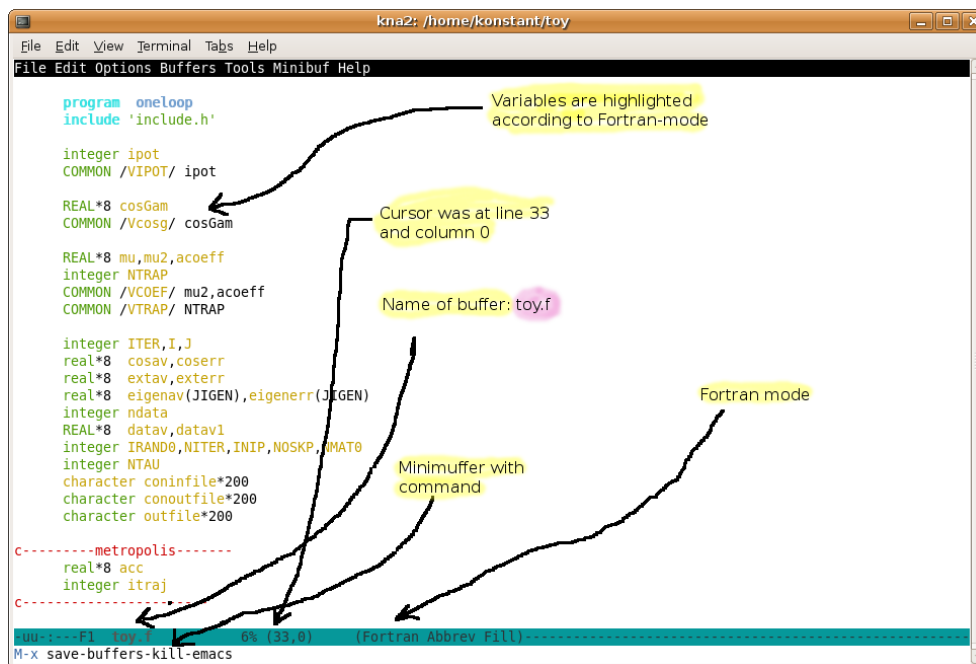 kna2: /home/konstant/toy
File Edit View Terminal Tabs Help
File Edit Options Buffers Tools Minibuf Help
program oneloop
include 'include.h'
Variables are highlighted
according to Fortran-mode
integer ipot
COMMON /VIPOT/ ipot
REAL*8 cosGam
COMMON /Vcosg/ cosGam
Cursor was at line 33
and column 0
REAL*8 mu,mu2,acoeff
integer NTRAP
COMMON /VCOEF/ mu2,acoeff
COMMON /VTRAP/ NTRAP
Name of buffer: toy.f
integer ITER,I,J
real*8 cosav,coserr
real*8 extav,exterr
real*8 eigenav(JIGEN),eigenerr(JIGEN)
integer ndata
REAL*8 datav,datav1
integer IRAND0,NITER,INIP,NOSKP,NMAT0
integer NTAU
character coninfile*200
character conoutfile*200
character outfile*200
Fortran mode
Minimuffer with
command
c---------metropolis-------
real*8 acc
integer itraj
c------------------------
-uu-:---F1 toy.f 6% (33,0) (Fortran Abbrev Fill)--------------------------------------------------------
M-x save-buffers-kill-emacs